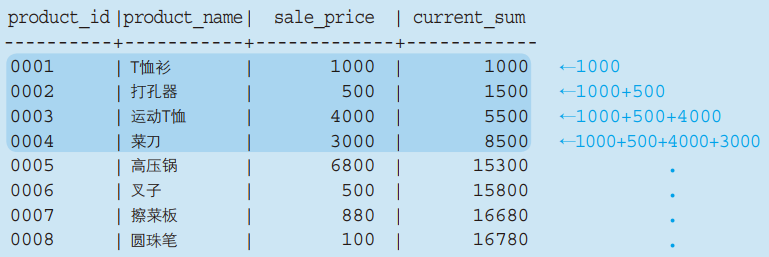 product_id|product_name| sale_price | current_sum
----------+-----------+-------------+------------
0001 | T恤衫 | 1000 | 1000 ←1000
0002 | 打孔器 | 500 | 1500 ←1000+500
0003 | 运动T恤 | 4000 | 5500 ←1000+500+4000
0004 | 菜刀 | 3000 | 8500 ←1000+500+4000+3000
0005 | 高压锅 | 6800 | 15300 .
0006 | 叉子 | 500 | 15800 .
0007 | 擦菜板 | 880 | 16680 .
0008 | 圆珠笔 | 100 | 16780 .